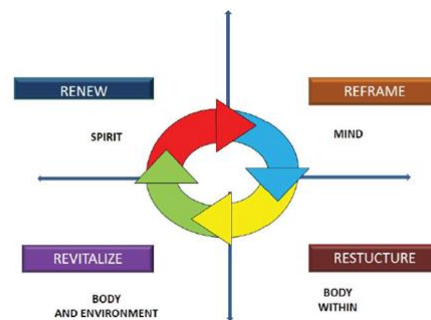 RENEW
REFRAME
SPIRIT
MIND
REVITALIZE
RESTUCTURE
BODY
AND ENVIRONMENT
BODY
WITHIN